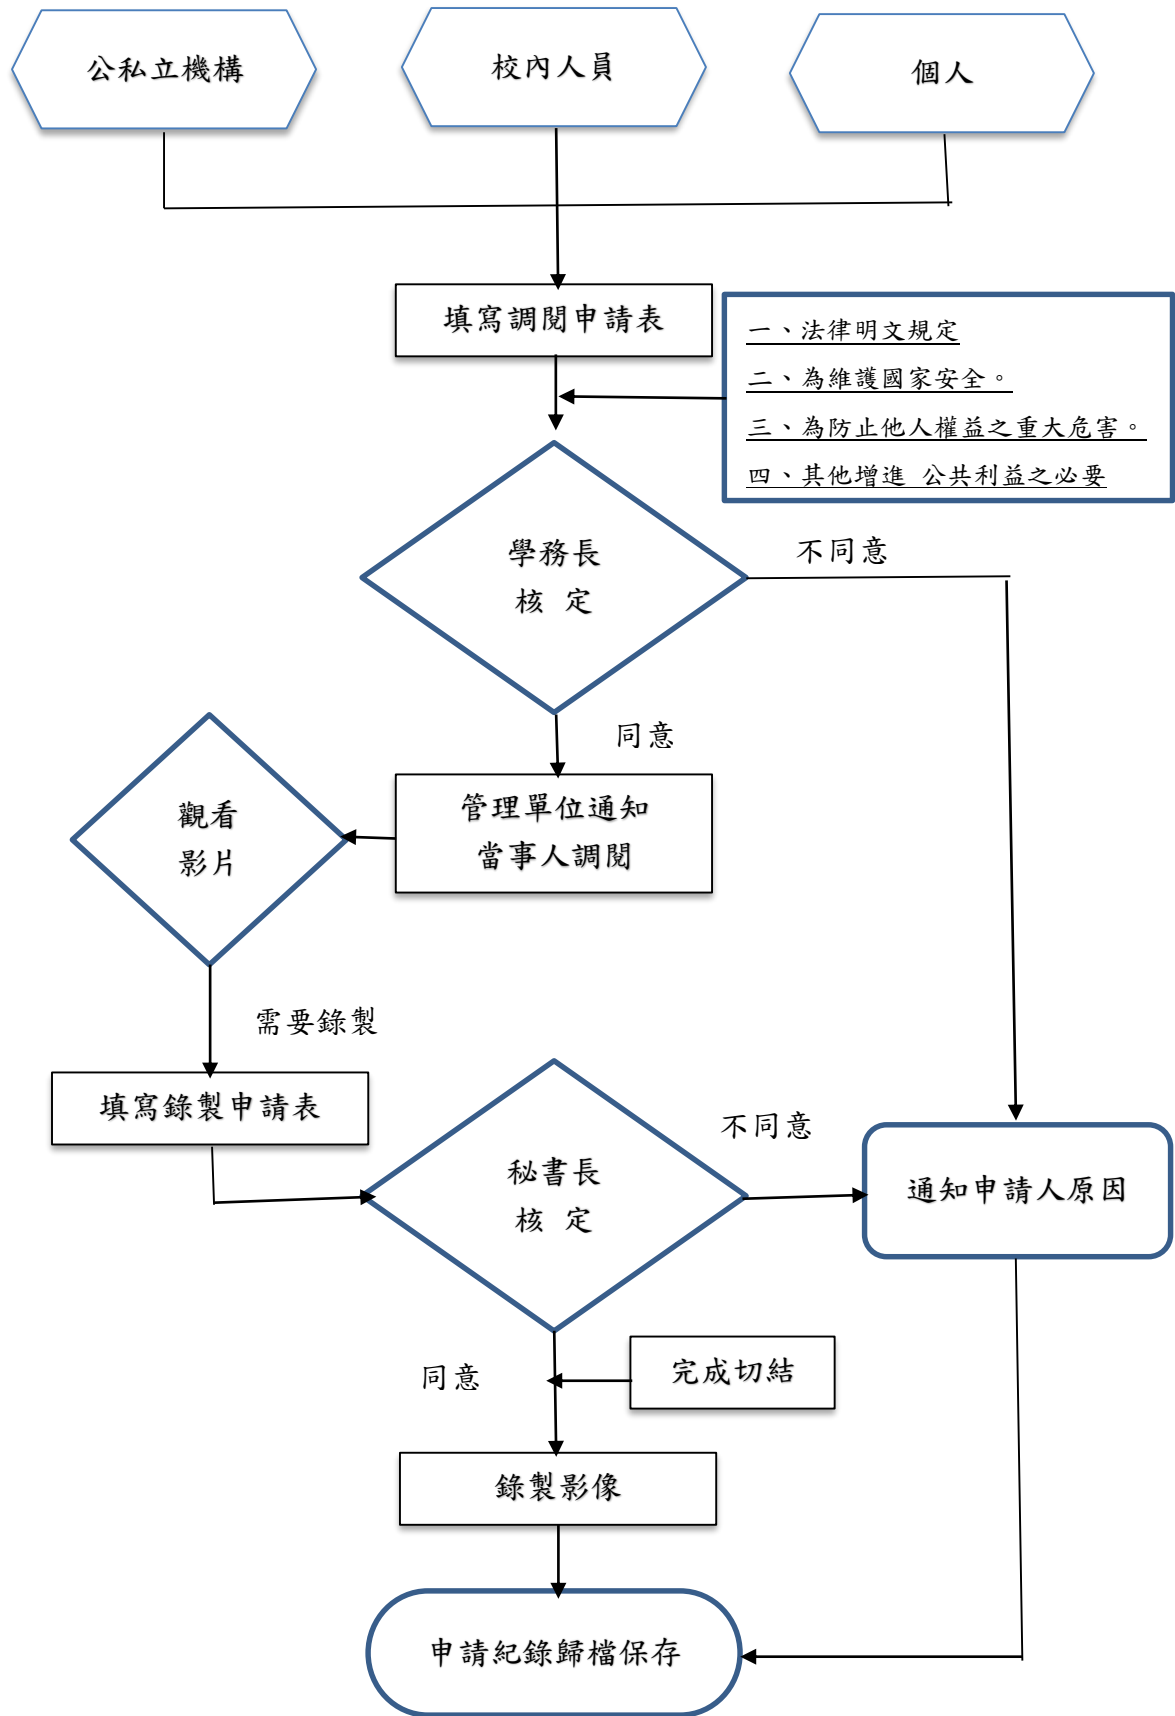 公私立機構
校內人員
個人
填寫調閱申請表
一、法律明文規定
二、為維護國家安全。
三、為防止他人權益之重大危害。
四、其他增進 公共利益之必要
學務長
核 定
不同意
同意
管理單位通知
當事人調閱
觀看
影片
需要錄製
填寫錄製申請表
秘書長
核 定
不同意
通知申請人原因
同意
完成切結
錄製影像
申請紀錄歸檔保存